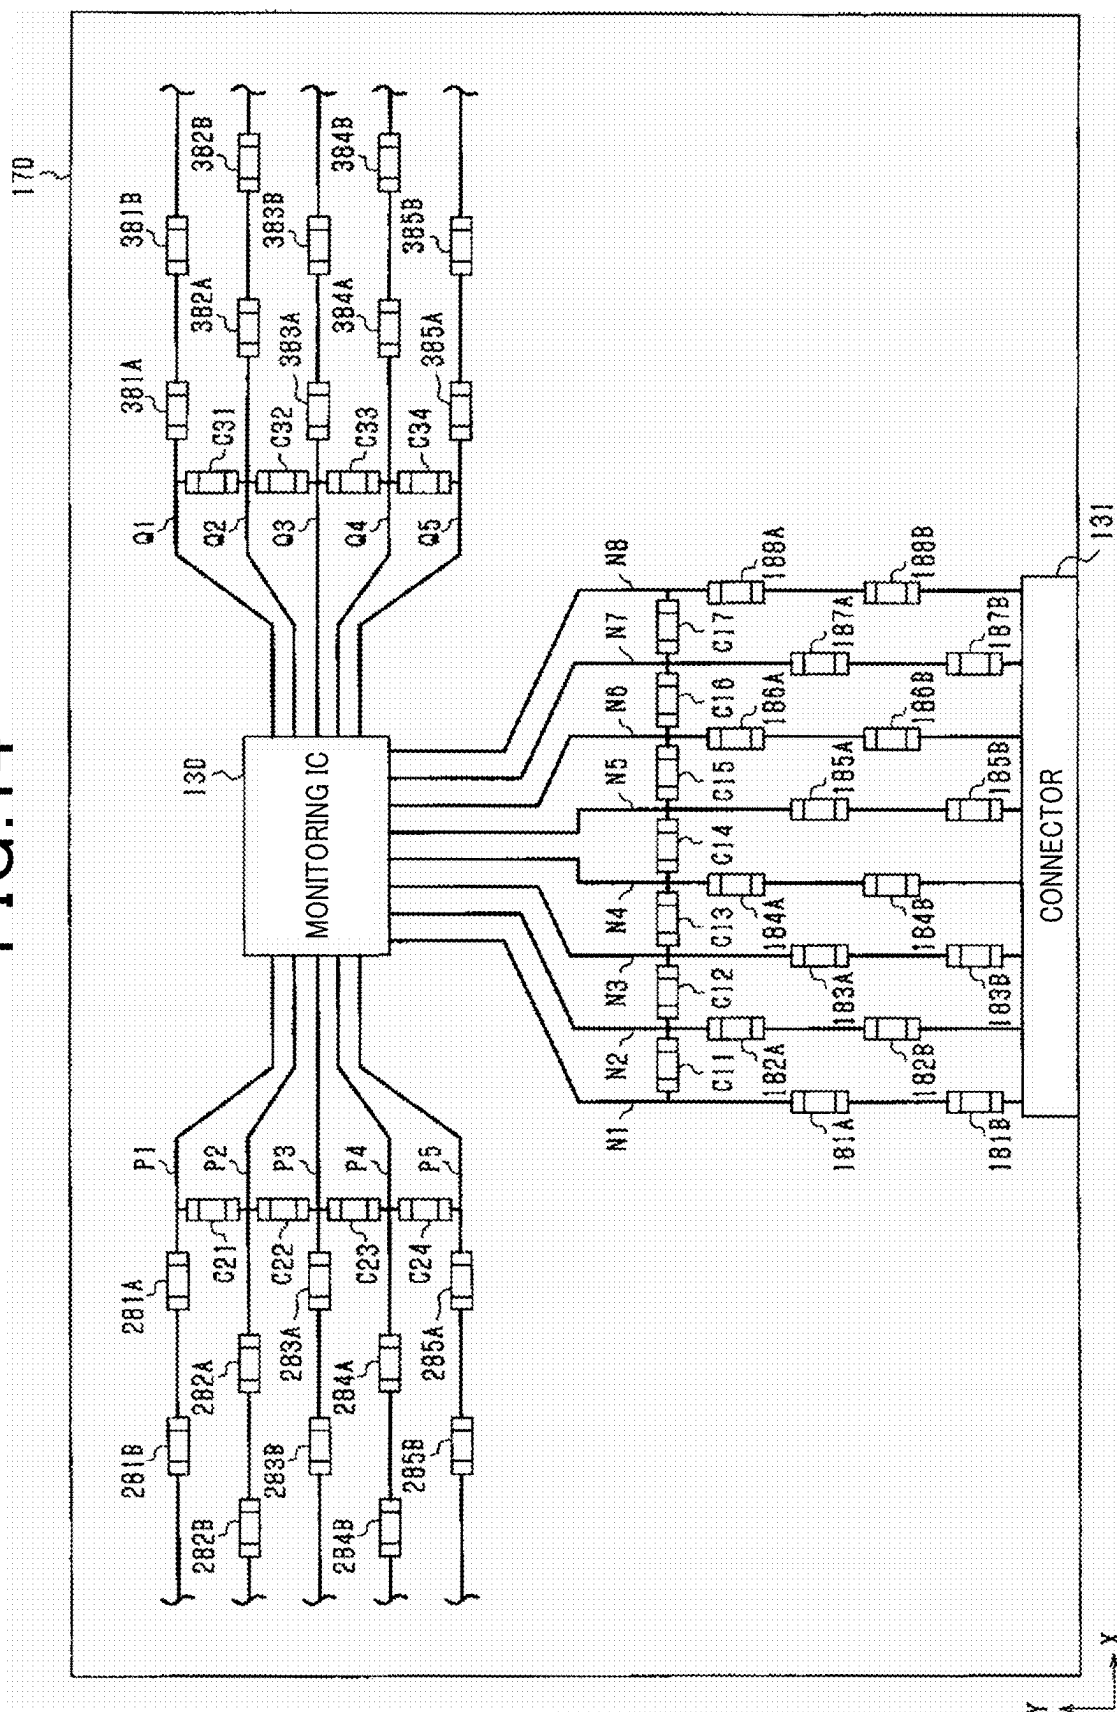 170
281B 281A P1 Q1 381A 381B
282B 282A C21 P2 130 Q2 C31 382A 382B
283B 283A C22 P3 Q3 C32 383A 383B
284B 284A C23 P4 MONITORING IC Q4 C33 384A 384B
285B 285A C24 P5 Q5 C34 385A 385B
N1 N2 N3 N4 N5 N6 N7 N8
C11 C12 C13 C14 C15 C16 C17
182A 184A 186A 188A
181A 183A 185A 187A
182B 184B 186B 188B
181B 183B 185B 187B
CONNECTOR
131
Y
X